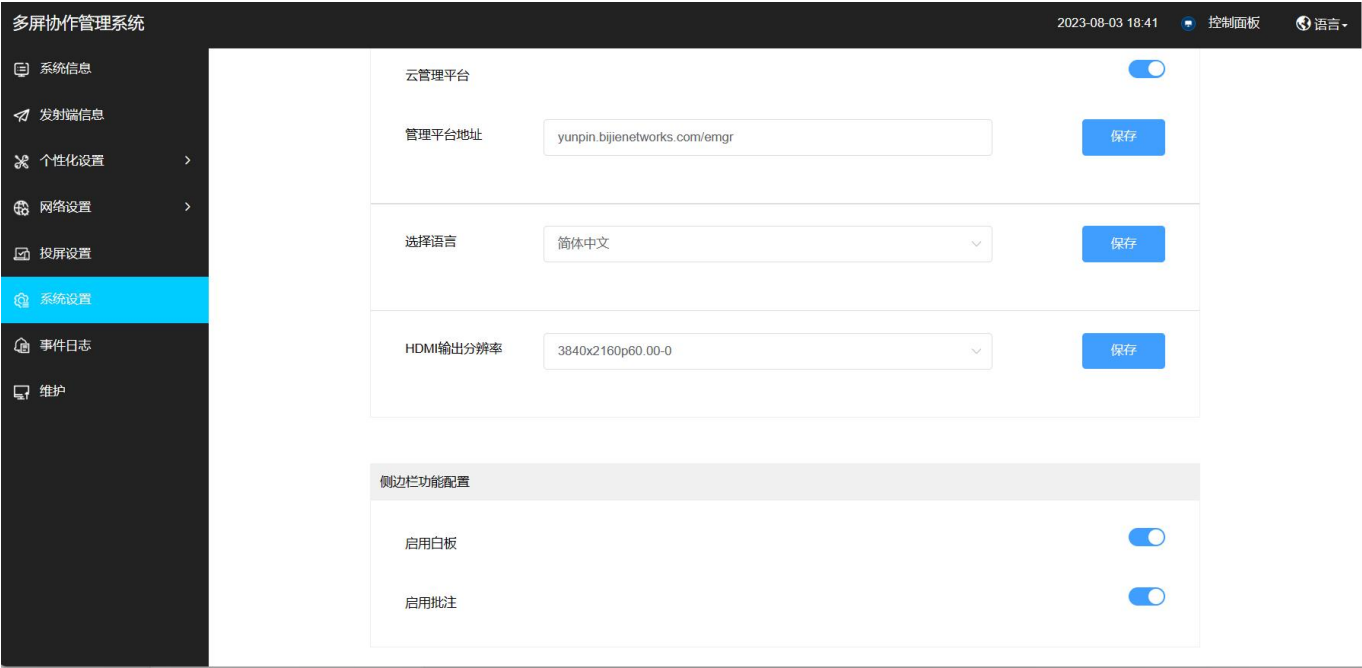 多屏协作管理系统
2023-08-03 18:41 控制面板 语言
系统信息
发射端信息
个性化设置
网络设置
投屏设置
系统设置
事件日志
维护
云管理平台
管理平台地址 yunpin.bijienetworks.com/emgr 保存
选择语言 简体中文 保存
HDMI输出分辨率 3840x2160p60.00-0 保存
侧边栏功能配置
启用白板
启用批注